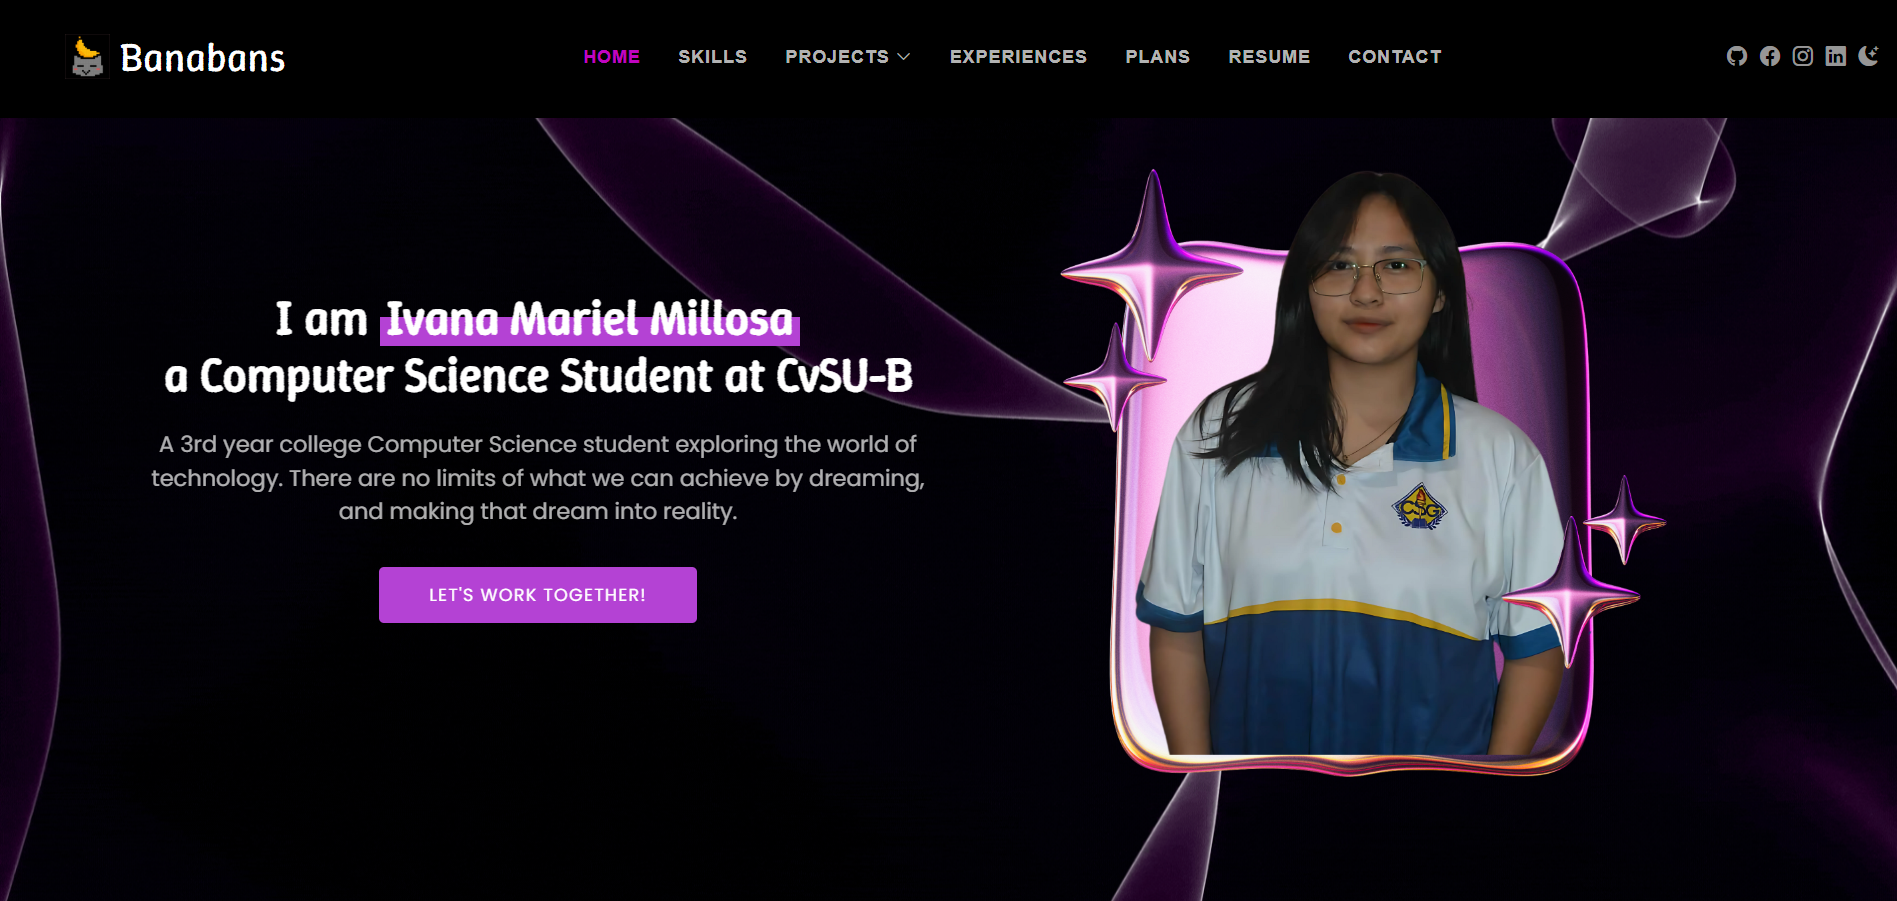 Banabans
HOME SKILLS PROJECTS EXPERIENCES PLANS RESUME CONTACT
I am Ivana Mariel Millosa
a Computer Science Student at CvSU-B
A 3rd year college Computer Science student exploring the world of
technology. There are no limits of what we can achieve by dreaming,
and making that dream into reality.
LET'S WORK TOGETHER!
CSG